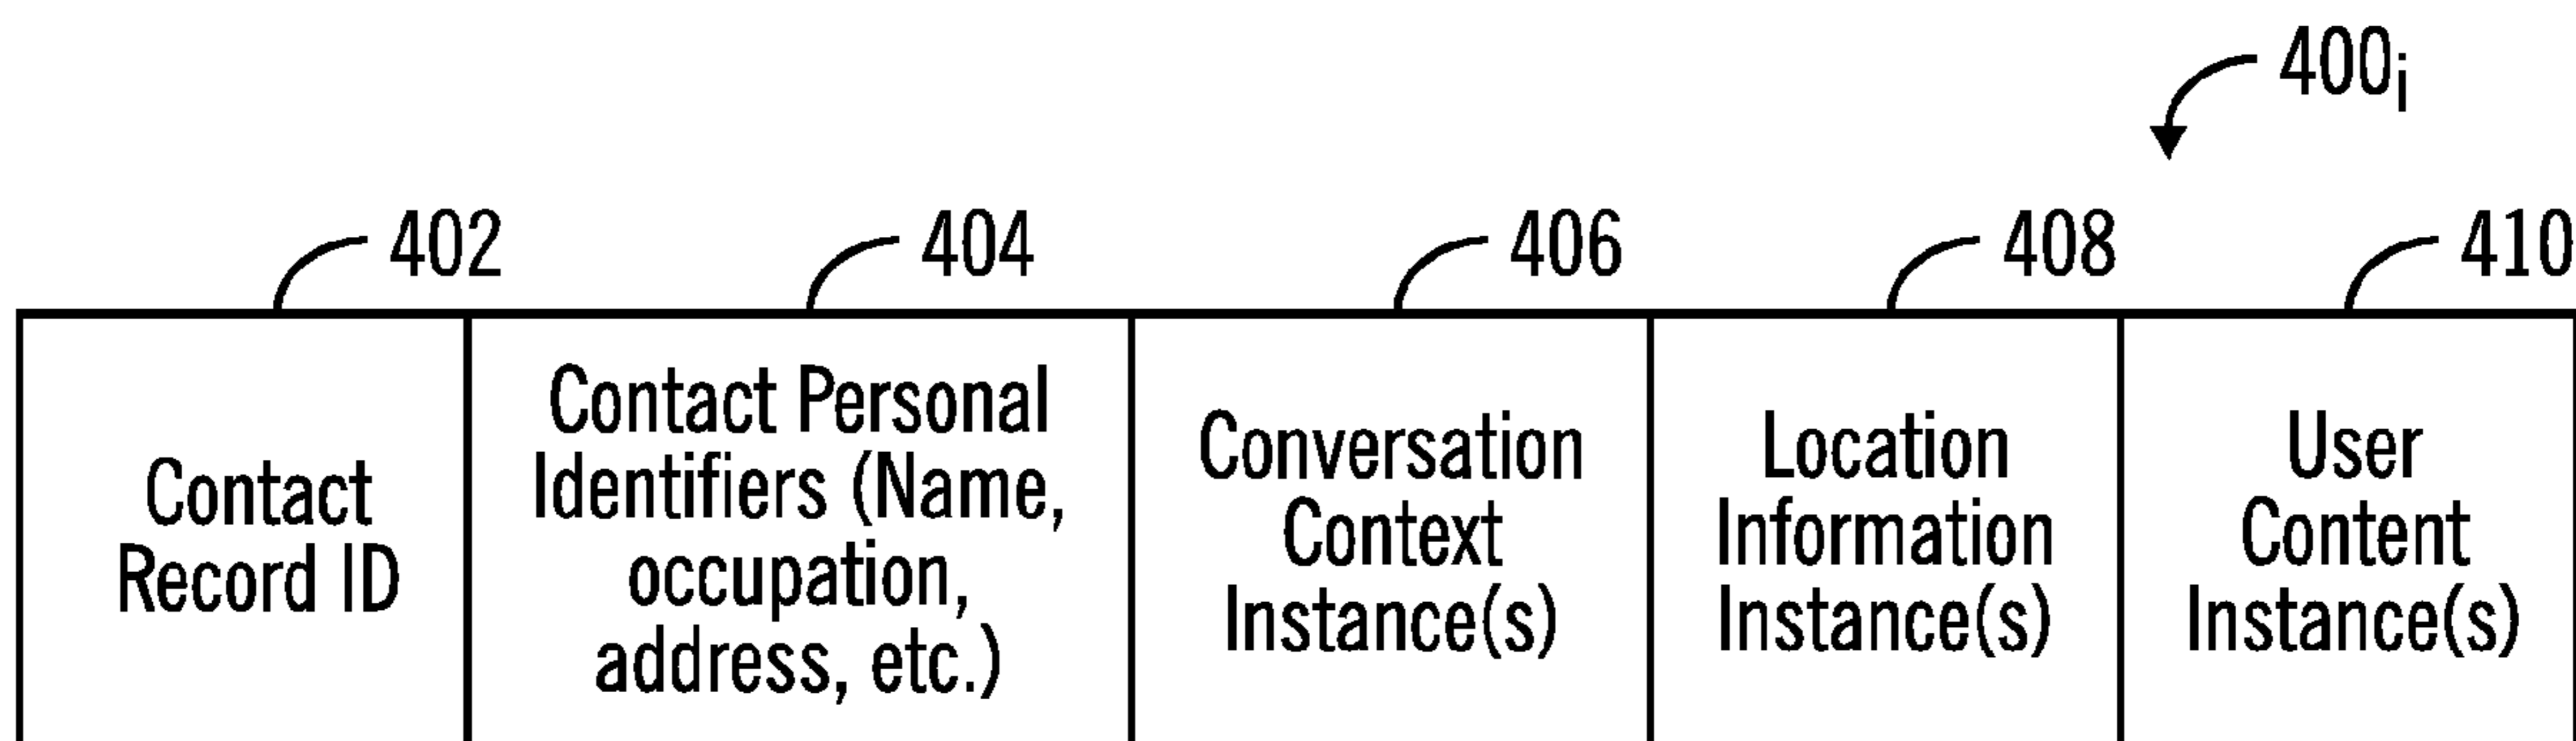 400i
402
404
406
408
410
Contact
Record ID
Contact Personal
Identifiers (Name,
occupation,
address, etc.)
Conversation
Context
Instance(s)
Location
Information
Instance(s)
User
Content
Instance(s)